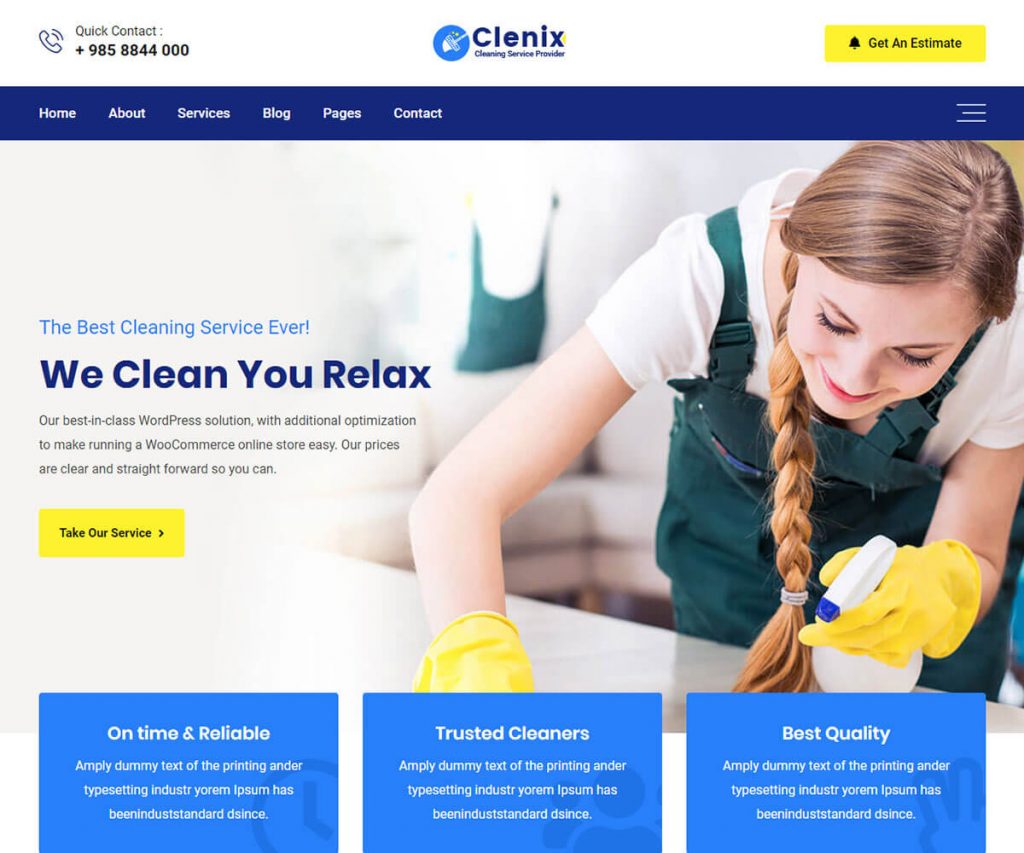 Quick Contact :
+ 985 8844 000
Clenix
Cleaning Service Provider
Get An Estimate
Home About Services Blog Pages Contact
The Best Cleaning Service Ever!
We Clean You Relax
Our best-in-class WordPress solution, with additional optimization
to make running a WooCommerce online store easy. Our prices
are clear and straight forward so you can.
Take Our Service
On time & Reliable
Amply dummy text of the printing ander
typesetting industr yorem Ipsum has
beeninduststandard dsince.
Trusted Cleaners
Amply dummy text of the printing ander
typesetting industr yorem Ipsum has
beeninduststandard dsince.
Best Quality
Amply dummy text of the printing ander
typesetting industr yorem Ipsum has
beeninduststandard dsince.